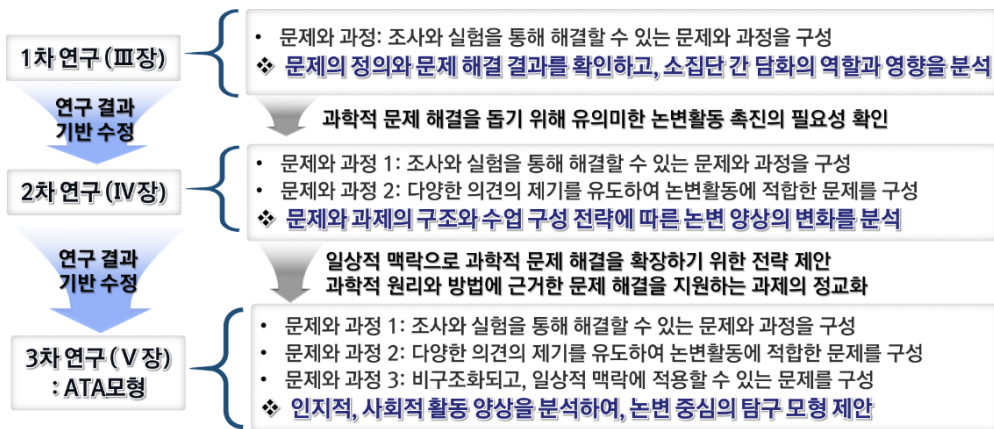 1차 연구 (Ⅲ장)
• 문제와 과정: 조사와 실험을 통해 해결할 수 있는 문제와 과정을 구성
❖ 문제의 정의와 문제 해결 결과를 확인하고, 소집단 간 담화의 역할과 영향을 분석
연구 결과
기반 수정
과학적 문제 해결을 돕기 위해 유의미한 논변활동 촉진의 필요성 확인
2차 연구 (Ⅳ장)
• 문제와 과정 1: 조사와 실험을 통해 해결할 수 있는 문제와 과정을 구성
• 문제와 과정 2: 다양한 의견의 제기를 유도하여 논변활동에 적합한 문제를 구성
❖ 문제와 과제의 구조와 수업 구성 전략에 따른 논변 양상의 변화를 분석
연구 결과
기반 수정
일상적 맥락으로 과학적 문제 해결을 확장하기 위한 전략 제안
과학적 원리와 방법에 근거한 문제 해결을 지원하는 과제의 정교화
3차 연구 (Ⅴ장)
: ATA모형
• 문제와 과정 1: 조사와 실험을 통해 해결할 수 있는 문제와 과정을 구성
• 문제와 과정 2: 다양한 의견의 제기를 유도하여 논변활동에 적합한 문제를 구성
• 문제와 과정 3: 비구조화되고, 일상적 맥락에 적용할 수 있는 문제를 구성
❖ 인지적, 사회적 활동 양상을 분석하여, 논변 중심의 탐구 모형 제안